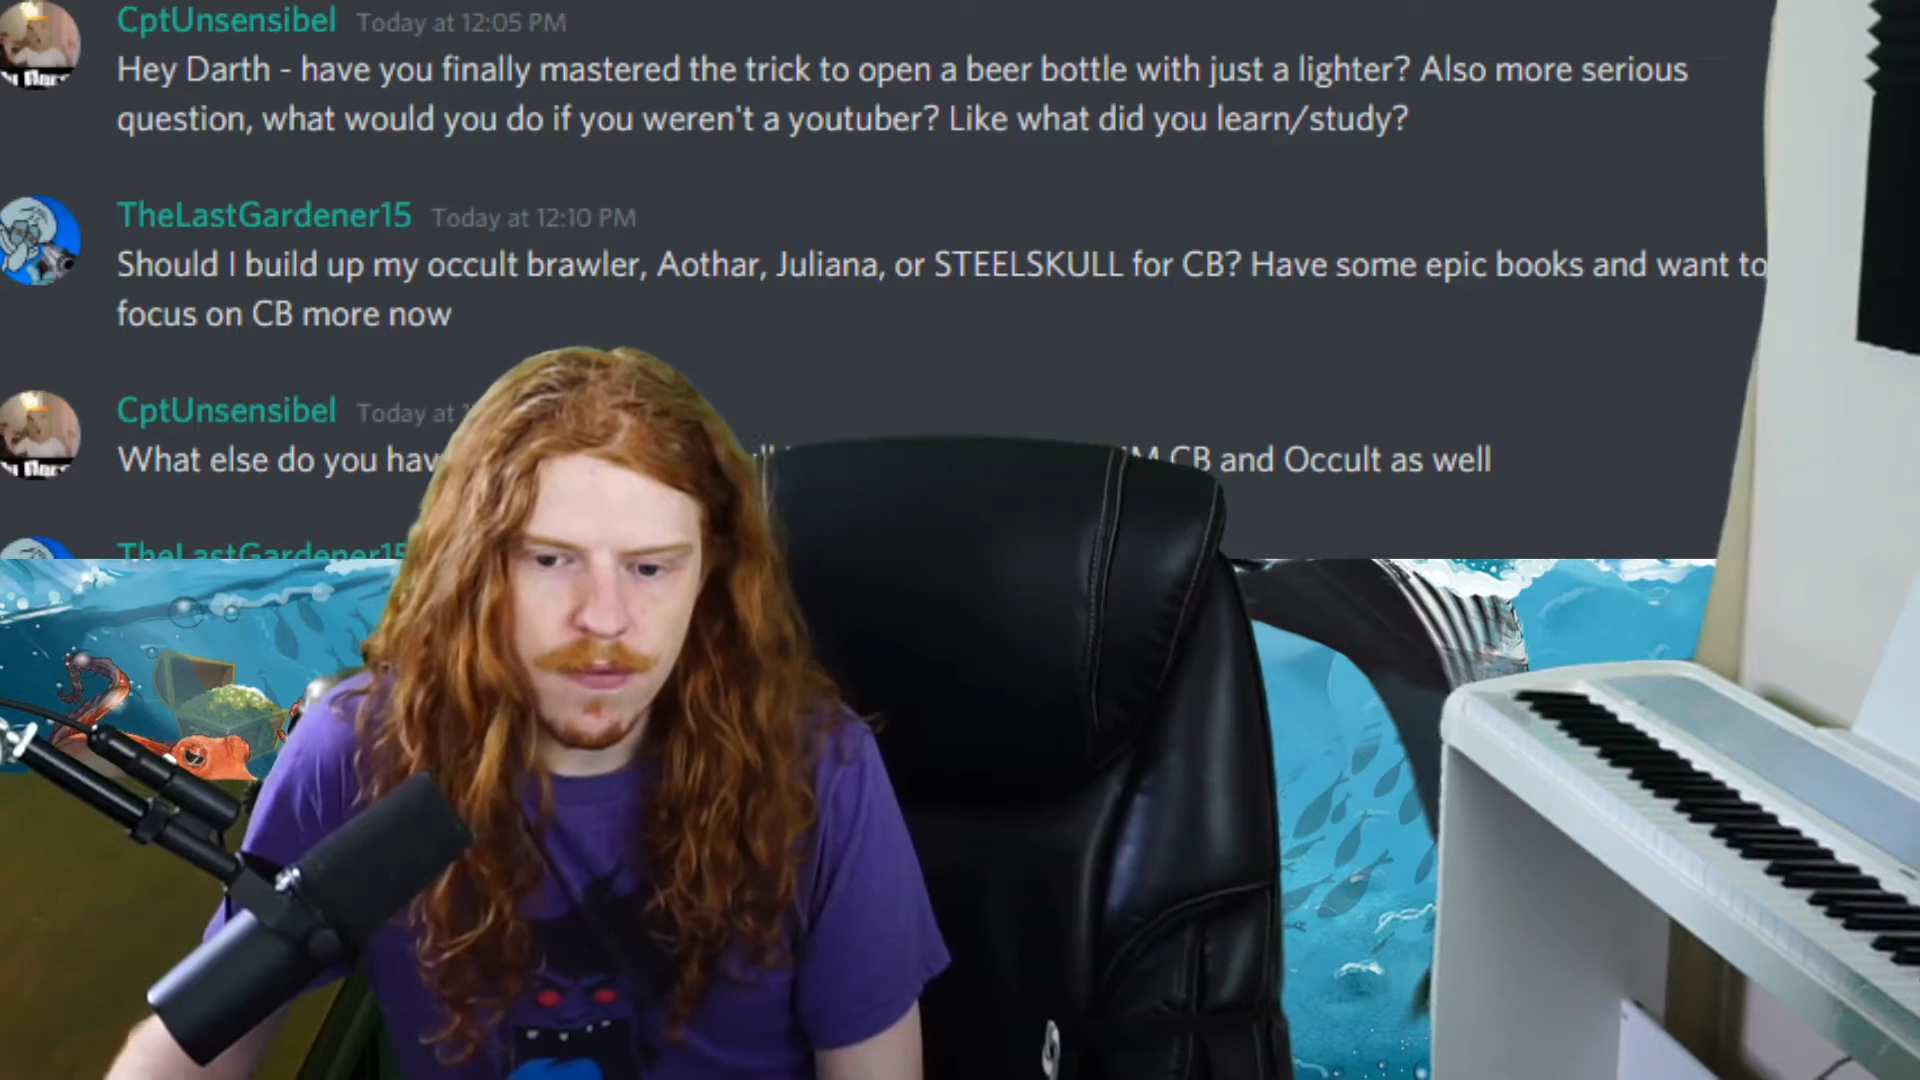 CptUnsensibel Today at 12:05 PM
Hey Darth - have you finally mastered the trick to open a beer bottle with just a lighter? Also more serious
question, what would you do if you weren't a youtuber? Like what did you learn/study?
TheLastGardener15 Today at 12:10 PM
Should I build up my occult brawler, Aothar, Juliana, or STEELSKULL for CB? Have some epic books and want to
focus on CB more now
CptUnsensibel Today at
What else do you CB and Occult as well
TheLastGardener15